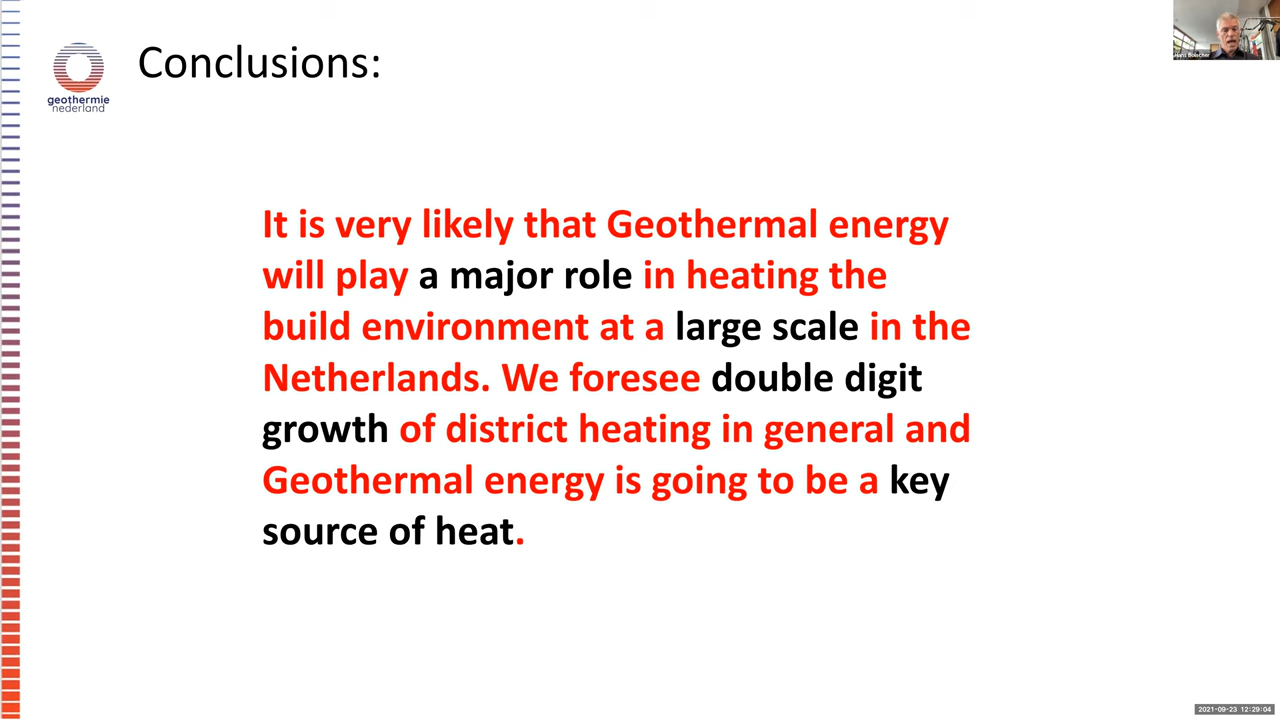 Conclusions:
geothermie
nederland
Hans Bolscher
It is very likely that Geothermal energy
will play a major role in heating the
build environment at a large scale in the
Netherlands. We foresee double digit
growth of district heating in general and
Geothermal energy is going to be a key
source of heat.
2021-09-23 12:29:04